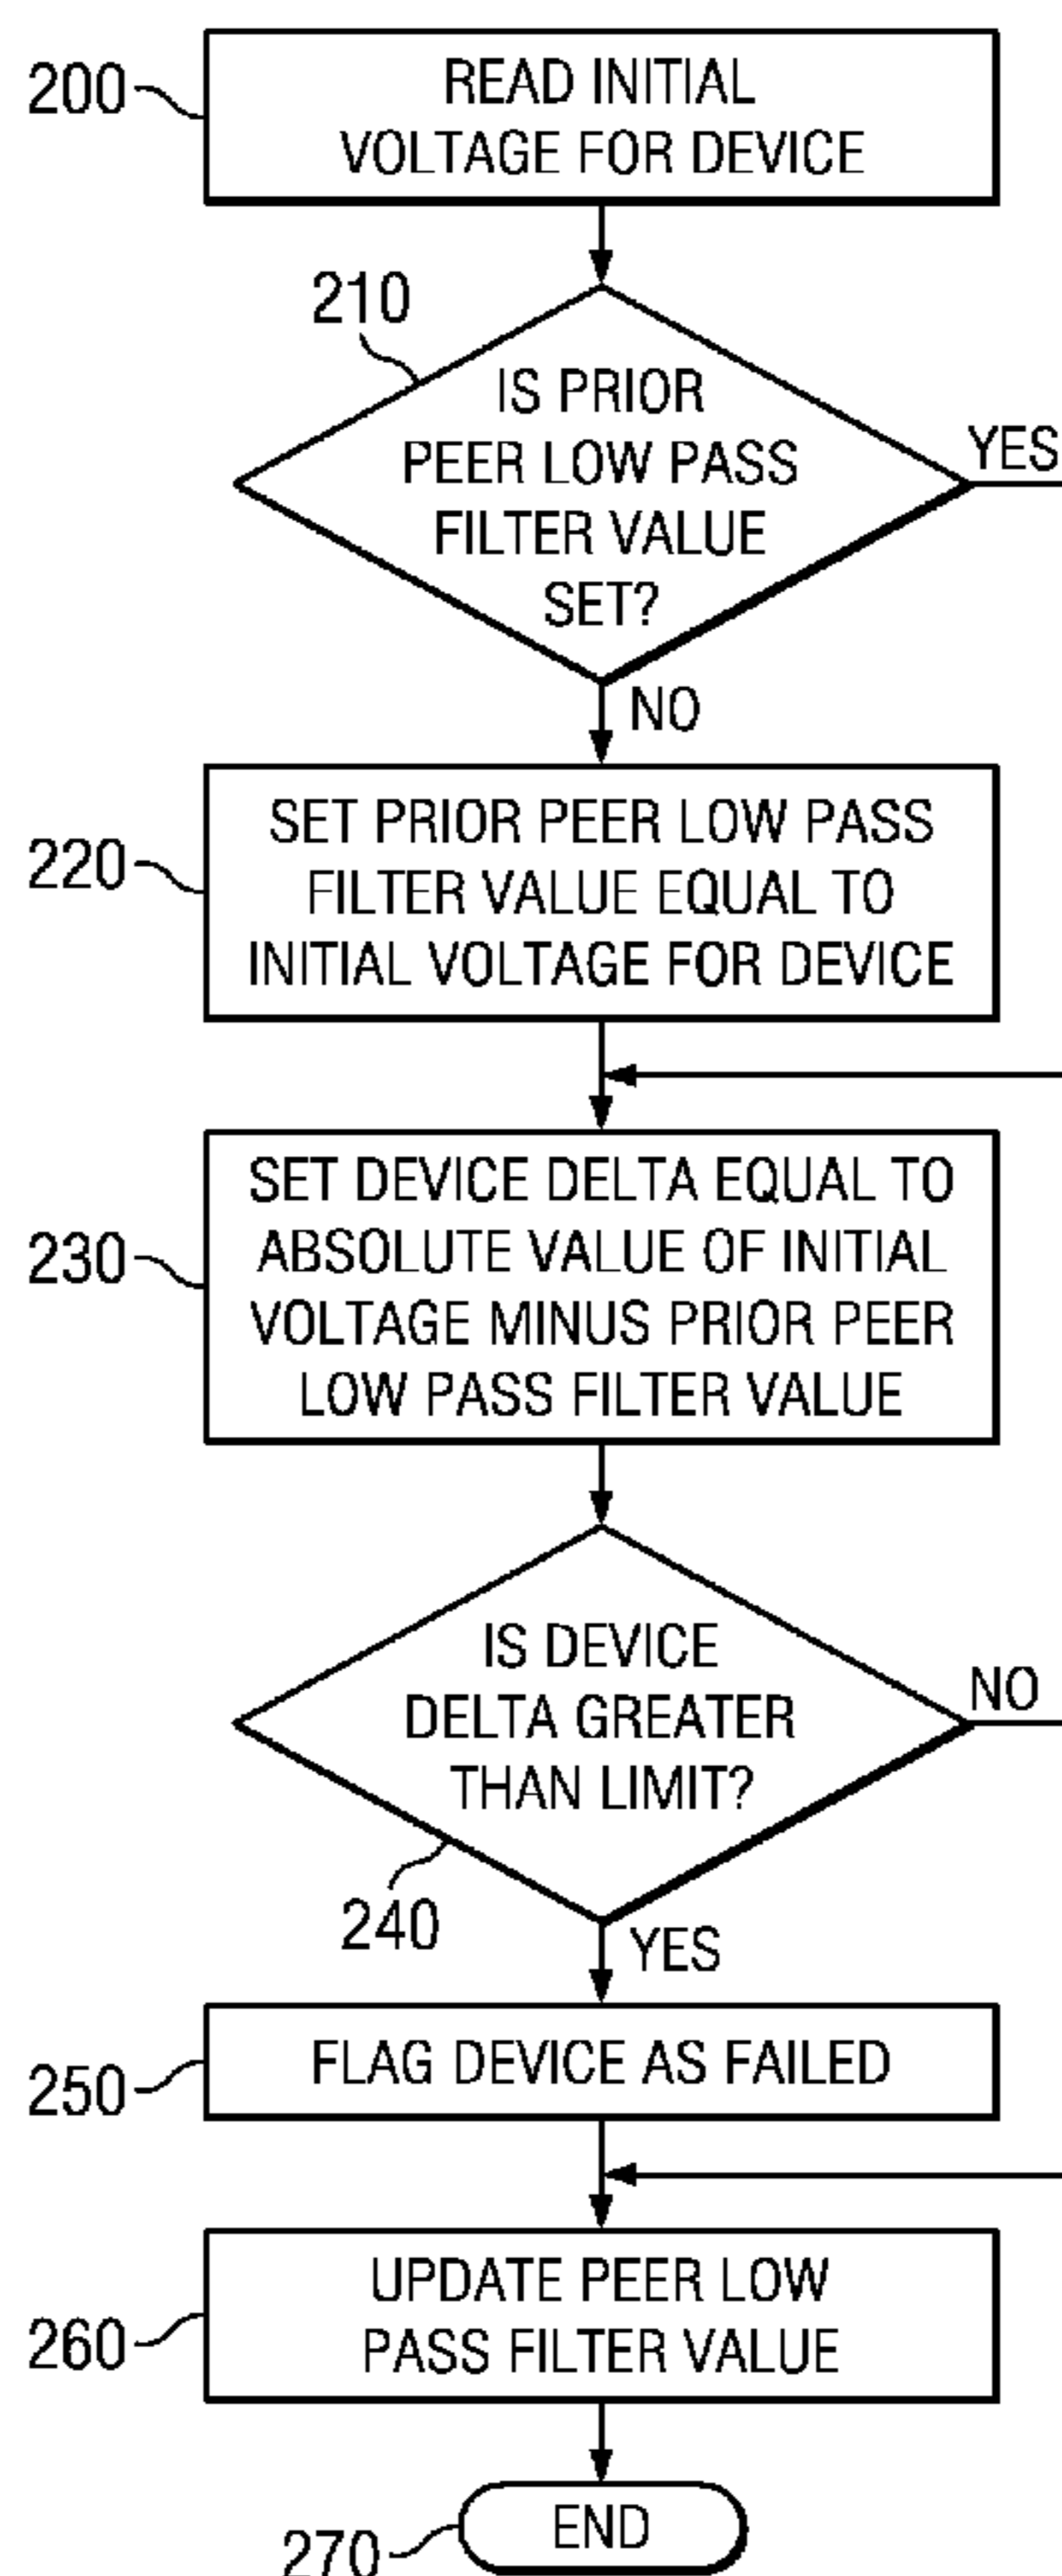 200
READ INITIAL
VOLTAGE FOR DEVICE
210
IS PRIOR
PEER LOW PASS
FILTER VALUE
SET?
YES
NO
220
SET PRIOR PEER LOW PASS
FILTER VALUE EQUAL TO
INITIAL VOLTAGE FOR DEVICE
230
SET DEVICE DELTA EQUAL TO
ABSOLUTE VALUE OF INITIAL
VOLTAGE MINUS PRIOR PEER
LOW PASS FILTER VALUE
IS DEVICE
DELTA GREATER
THAN LIMIT?
NO
240
YES
250
FLAG DEVICE AS FAILED
260
UPDATE PEER LOW
PASS FILTER VALUE
270
END